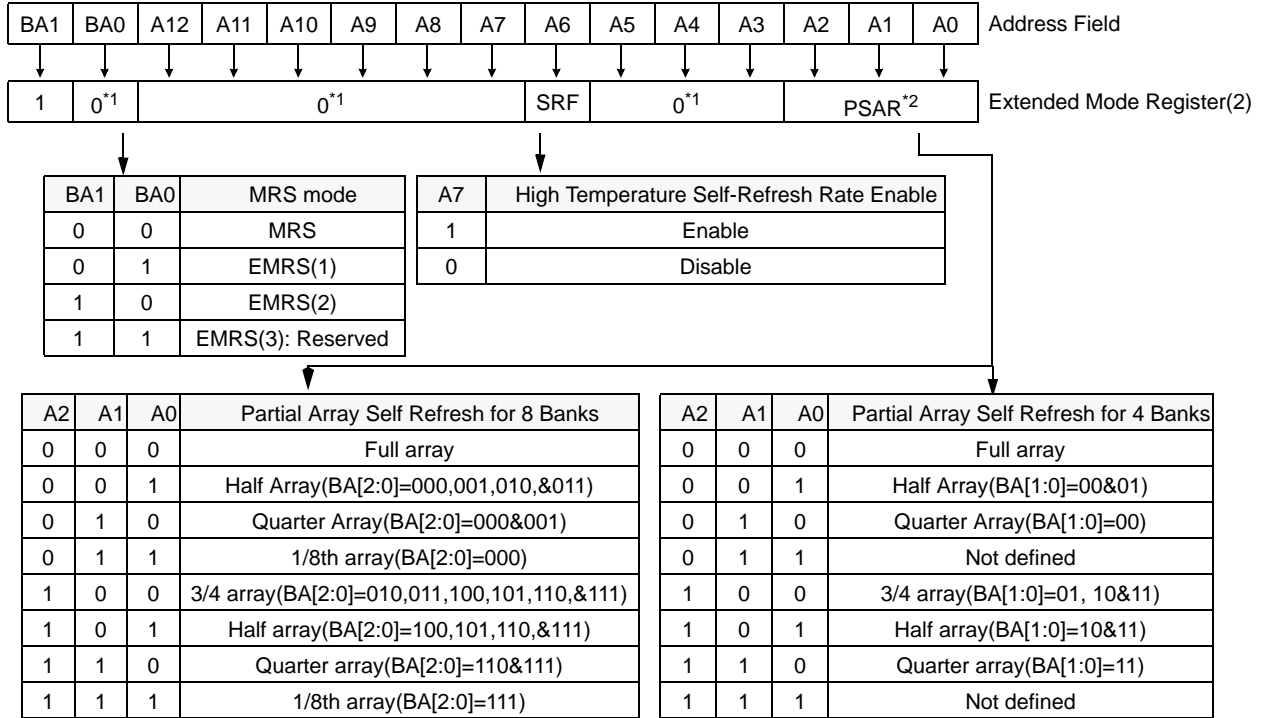 BA1 BA0 A12 A11 A10 A9 A8 A7 A6 A5 A4 A3 A2 A1 A0 Address Field
1 0*1 0*1 SRF 0*1 PSAR*2 Extended Mode Register(2)
BA1 BA0 MRS mode
0 0 MRS
0 1 EMRS(1)
1 0 EMRS(2)
1 1 EMRS(3): Reserved
A7 High Temperature Self-Refresh Rate Enable
1 Enable
0 Disable
A2 A1 A0 Partial Array Self Refresh for 8 Banks
0 0 0 Full array
0 0 1 Half Array(BA[2:0]=000,001,010,&011)
0 1 0 Quarter Array(BA[2:0]=000&001)
0 1 1 1/8th array(BA[2:0]=000)
1 0 0 3/4 array(BA[2:0]=010,011,100,101,110,&111)
1 0 1 Half array(BA[2:0]=100,101,110,&111)
1 1 0 Quarter array(BA[2:0]=110&111)
1 1 1 1/8th array(BA[2:0]=111)
A2 A1 A0 Partial Array Self Refresh for 4 Banks
0 0 0 Full array
0 0 1 Half Array(BA[1:0]=00&01)
0 1 0 Quarter Array(BA[1:0]=00)
0 1 1 Not defined
1 0 0 3/4 array(BA[1:0]=01, 10&11)
1 0 1 Half array(BA[1:0]=10&11)
1 1 0 Quarter array(BA[1:0]=11)
1 1 1 Not defined